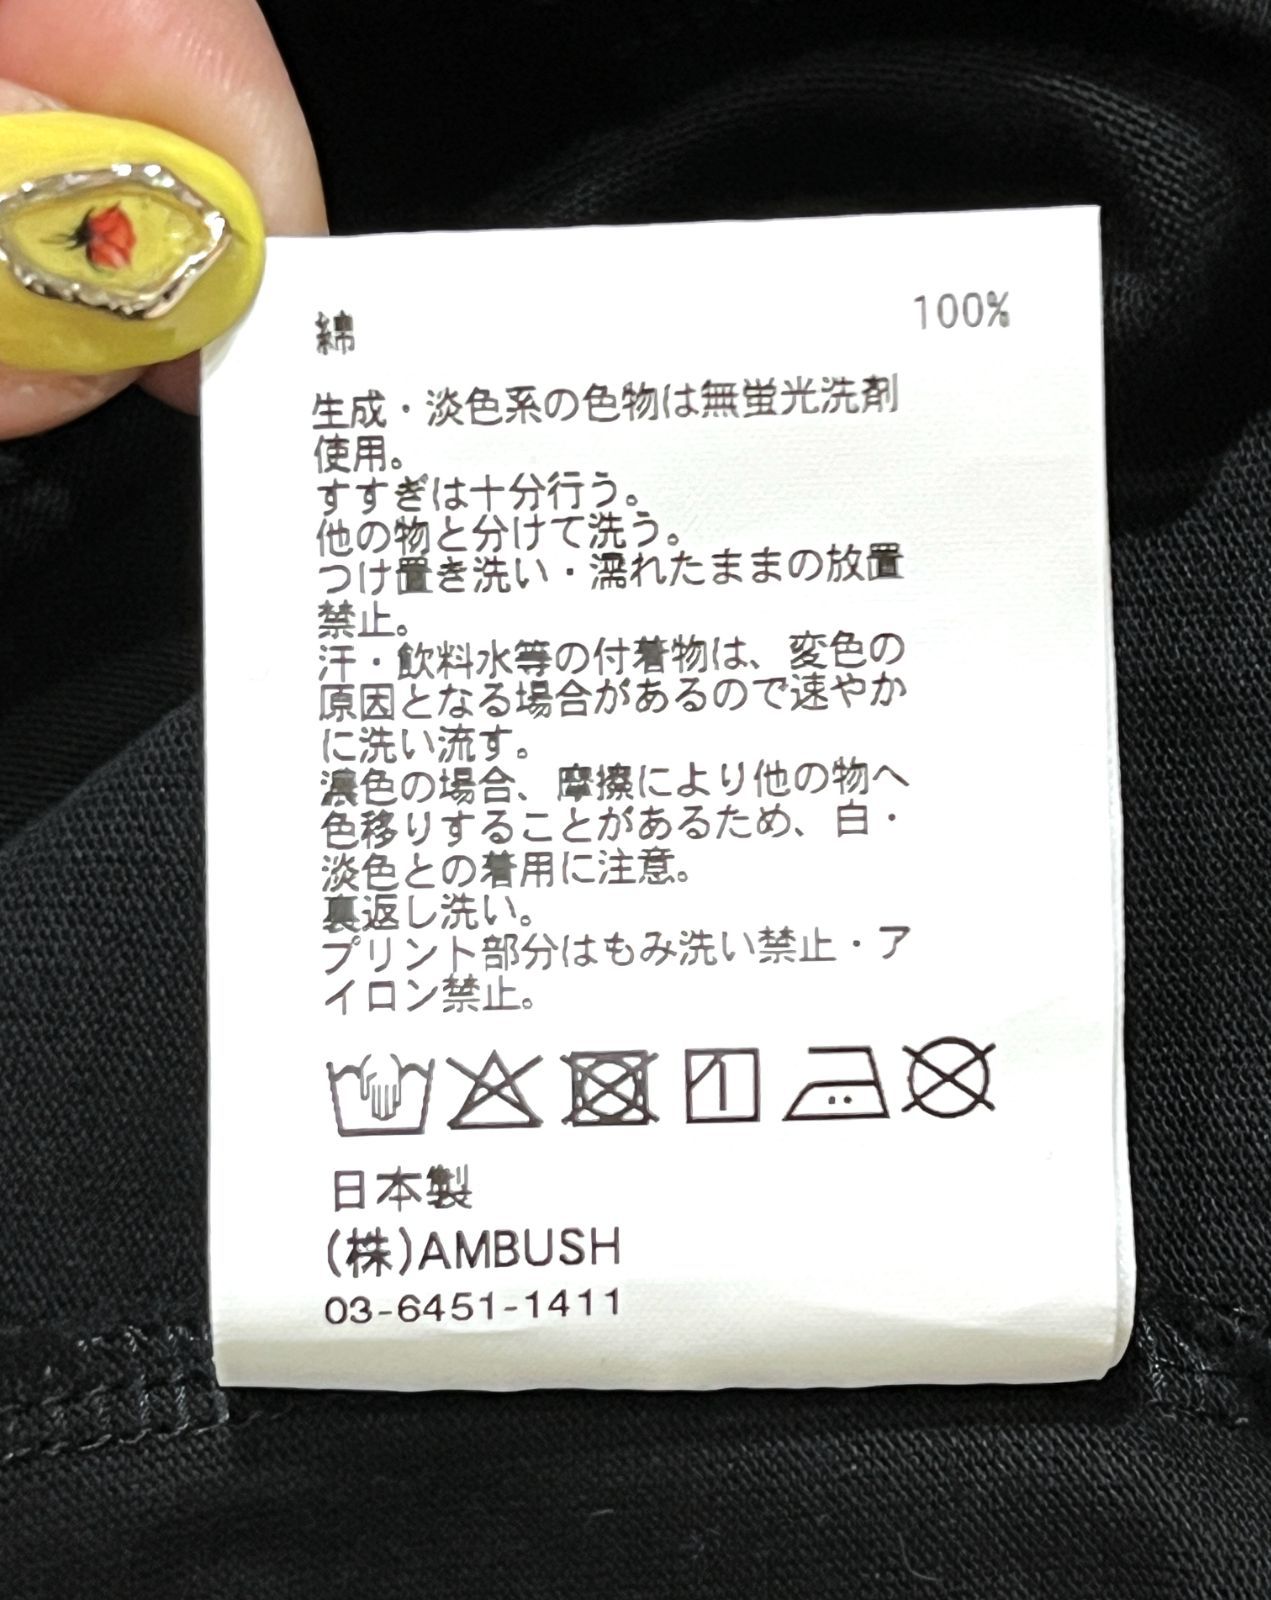 綿 100%
生成・淡色系の色物は無蛍光洗剤
使用。
すすぎは十分行う。
他の物と分けて洗う。
つけ置き洗い・濡れたままの放置
禁止。
汗・飲料水等の付着物は、変色の
原因となる場合があるので速やか
に洗い流す。
濃色の場合、摩擦により他の物へ
色移りすることがあるため、白・
淡色との着用に注意。
裏返し洗い。
プリント部分はもみ洗い禁止・ア
イロン禁止。
日本製
(株)AMBUSH
03-6451-1411